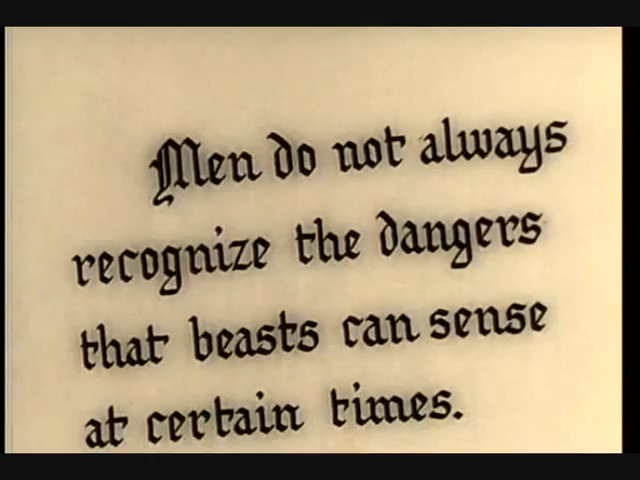 Men do not always
recognize the dangers
that beasts can sense
at certain times.